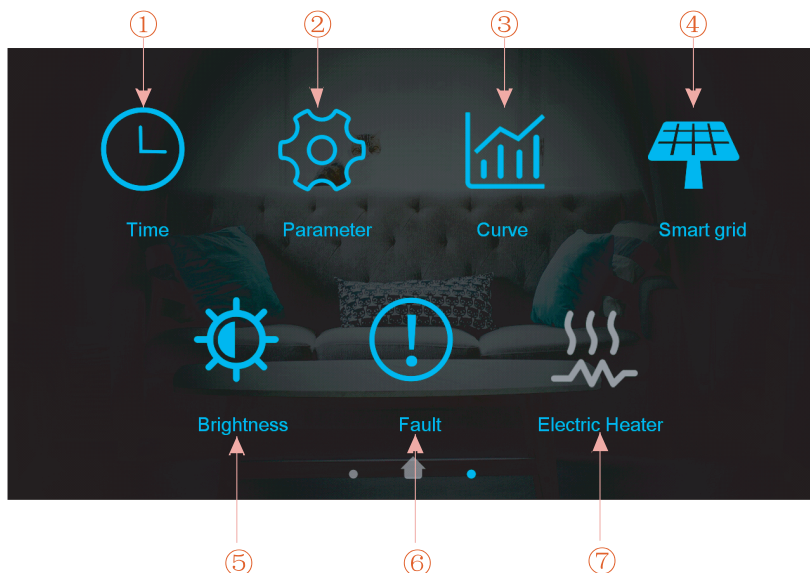 ① ② ③ ④
Time Parameter Curve Smart grid
Brightness Fault Electric Heater
⑤ ⑥ ⑦